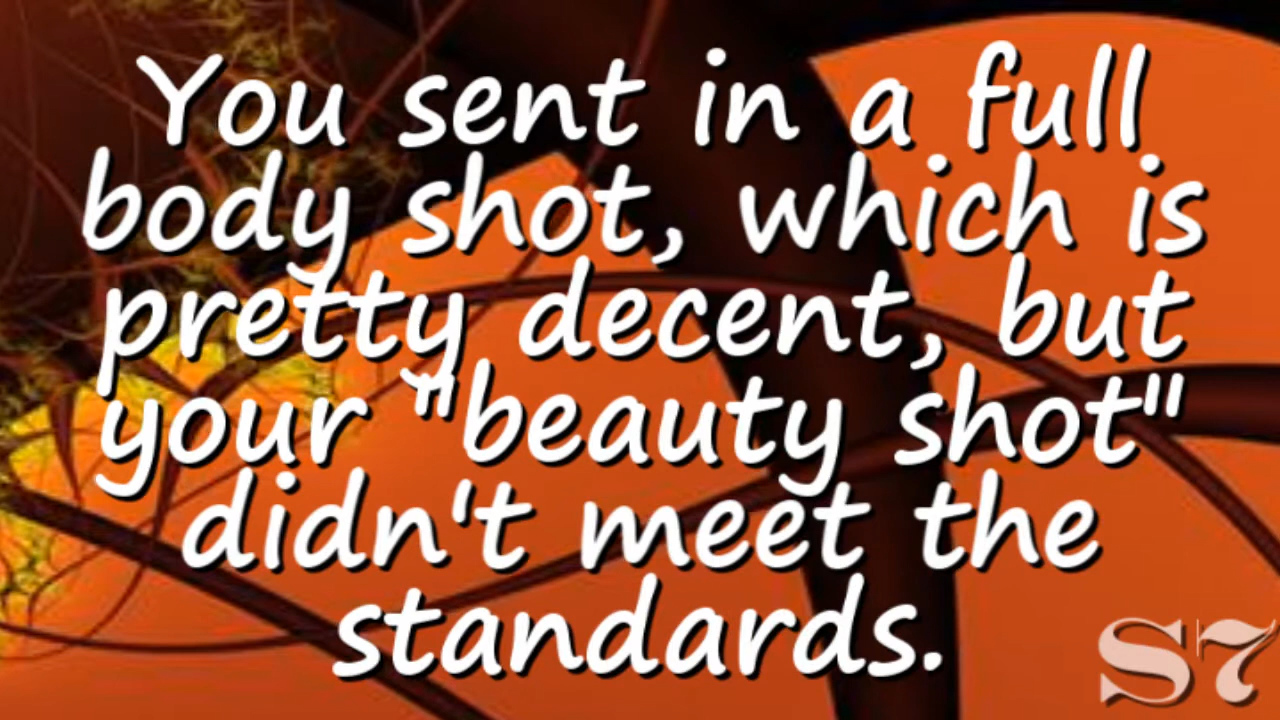 You sent in a full
body shot, which is
pretty decent, but
your "beauty shot"
didn't meet the
standards.
S7